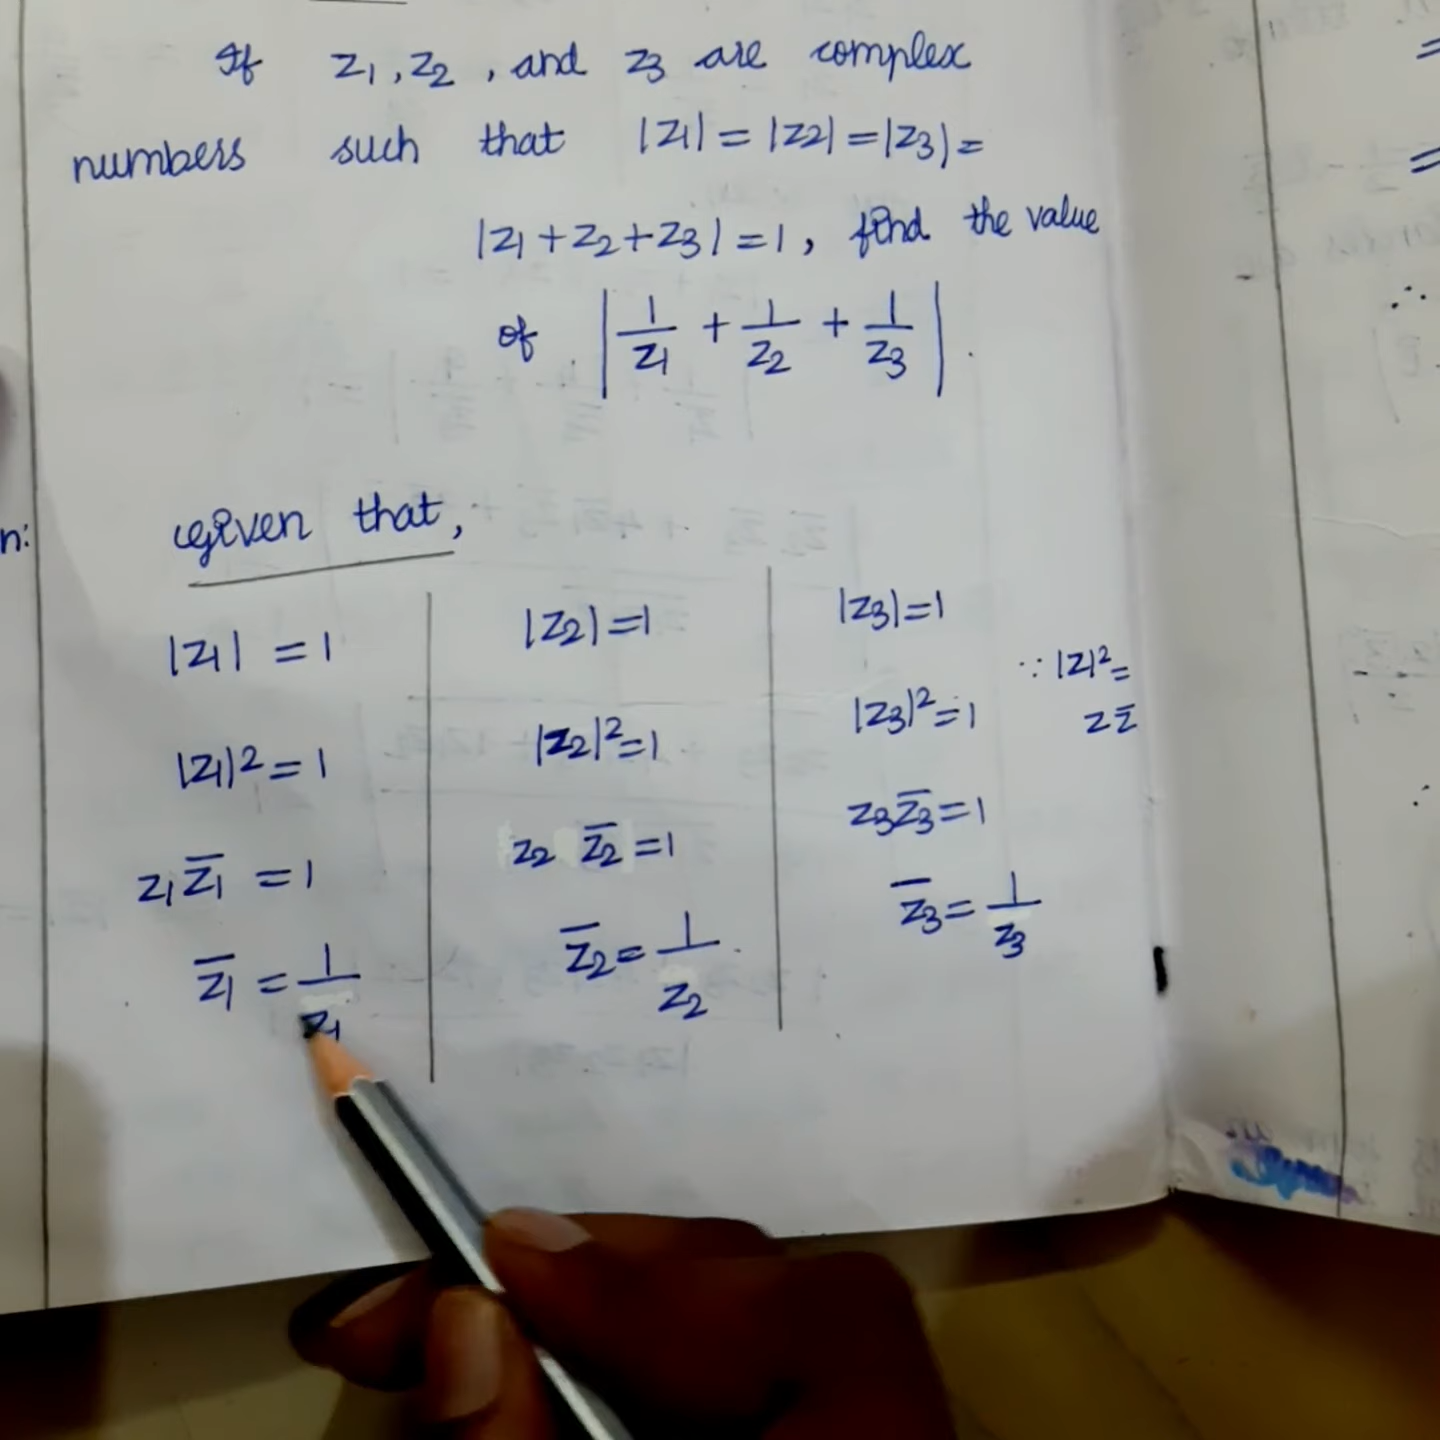 If z1, z2, and z3 are complex
numbers such that |z1| = |z2| = |z3| =
|z1 + z2 + z3| = 1, find the value
of |1/z1 + 1/z2 + 1/z3|.
n:
given that,
|z1| = 1
|z1|² = 1
z1 z̄1 = 1
z̄1 = 1/z1
|z2| = 1
|z2|² = 1
z2 z̄2 = 1
z̄2 = 1/z2
|z3| = 1
|z3|² = 1
z3 z̄3 = 1
z̄3 = 1/z3
∵ |z|² =
z z̄